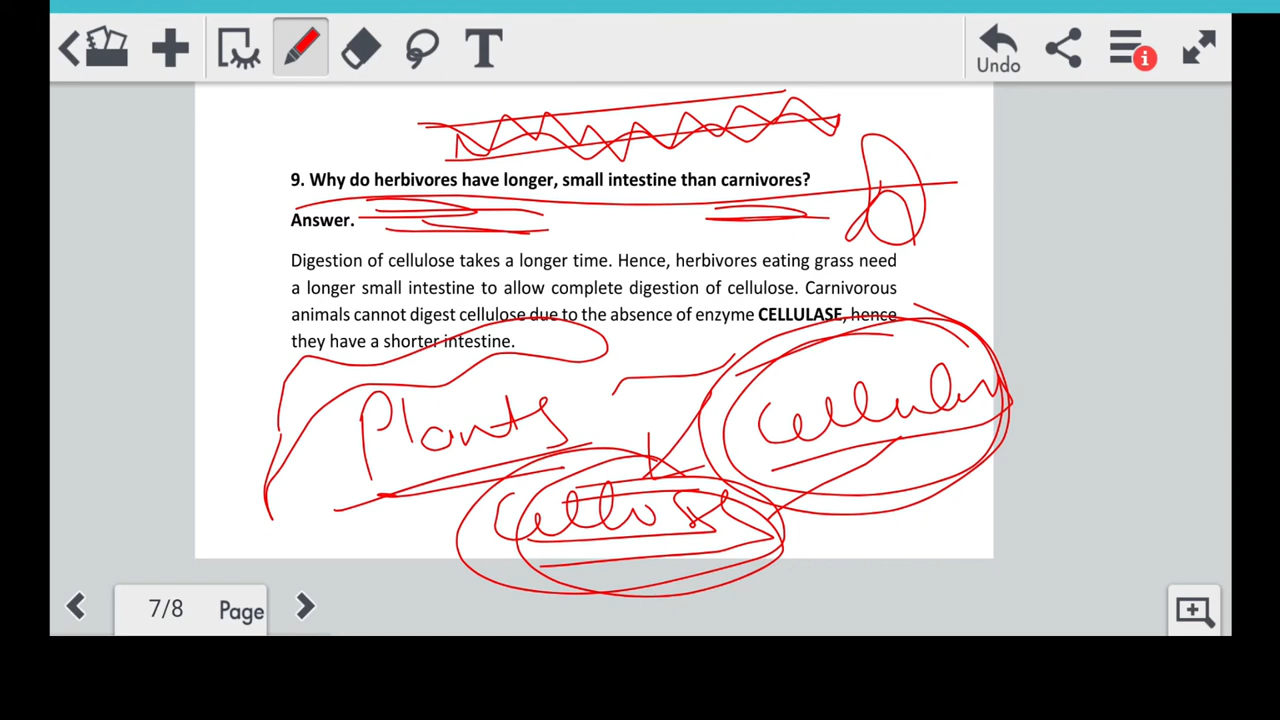 Undo
i
9. Why do herbivores have longer, small intestine than carnivores?
Answer.
Digestion of cellulose takes a longer time. Hence, herbivores eating grass need
a longer small intestine to allow complete digestion of cellulose. Carnivorous
animals cannot digest cellulose due to the absence of enzyme CELLULASE, hence
they have a shorter intestine.
Plants
7/8 Page
T